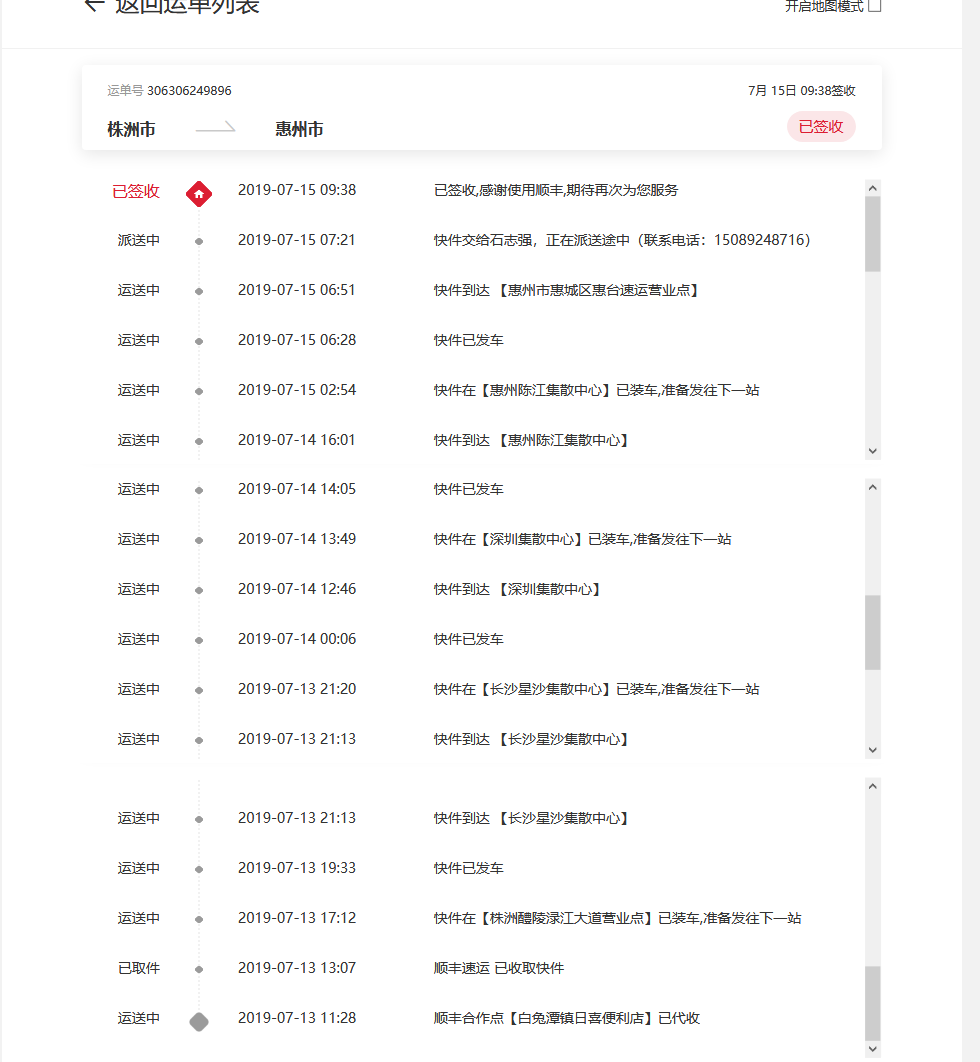 返回运单列表
开启地图模式
运单号 306306249896
7月 15日 09:38签收
株洲市 惠州市
已签收
已签收 2019-07-15 09:38 已签收,感谢使用顺丰,期待再次为您服务
派送中 2019-07-15 07:21 快件交给石志强，正在派送途中（联系电话：15089248716）
运送中 2019-07-15 06:51 快件到达 【惠州市惠城区惠台速运营业点】
运送中 2019-07-15 06:28 快件已发车
运送中 2019-07-15 02:54 快件在【惠州陈江集散中心】已装车,准备发往下一站
运送中 2019-07-14 16:01 快件到达 【惠州陈江集散中心】
运送中 2019-07-14 14:05 快件已发车
运送中 2019-07-14 13:49 快件在【深圳集散中心】已装车,准备发往下一站
运送中 2019-07-14 12:46 快件到达 【深圳集散中心】
运送中 2019-07-14 00:06 快件已发车
运送中 2019-07-13 21:20 快件在【长沙星沙集散中心】已装车,准备发往下一站
运送中 2019-07-13 21:13 快件到达 【长沙星沙集散中心】
运送中 2019-07-13 21:13 快件到达 【长沙星沙集散中心】
运送中 2019-07-13 19:33 快件已发车
运送中 2019-07-13 17:12 快件在【株洲醴陵渌江大道营业点】已装车,准备发往下一站
已取件 2019-07-13 13:07 顺丰速运 已收取快件
运送中 2019-07-13 11:28 顺丰合作点【白兔潭镇日喜便利店】已代收